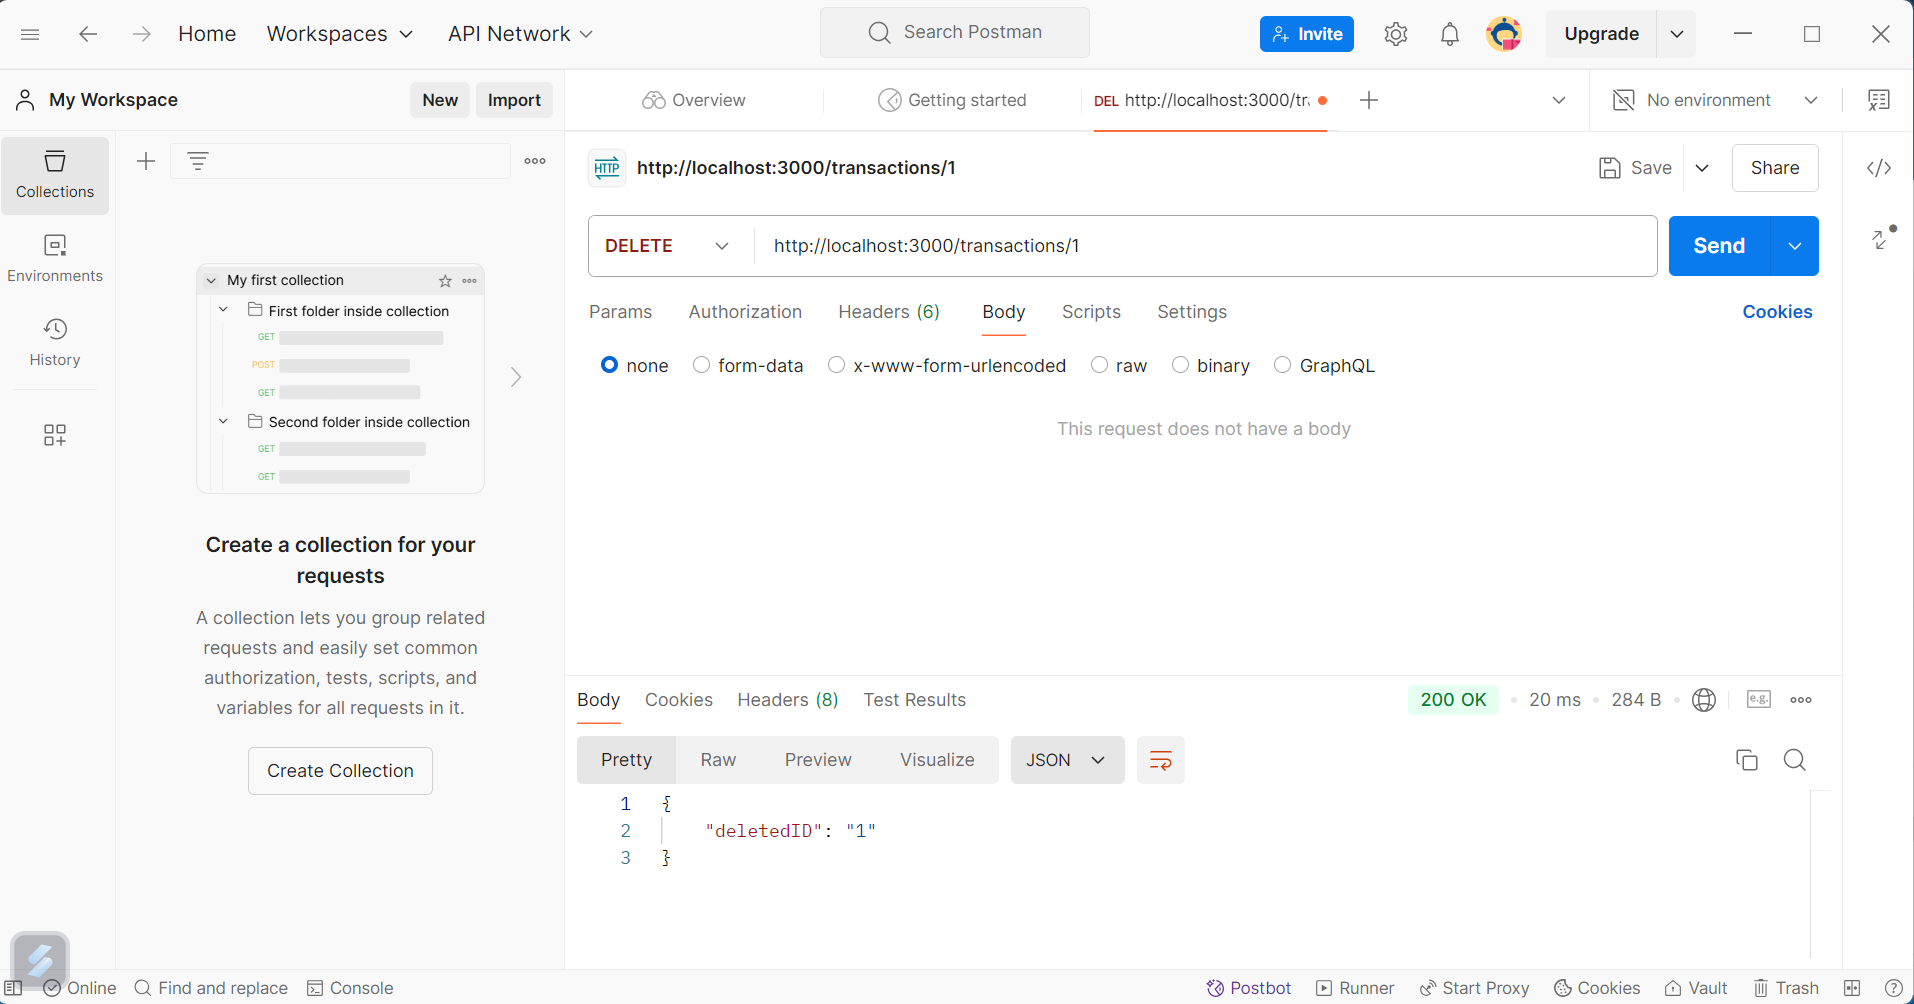 Home
Workspaces
API Network
Search Postman
Invite
Upgrade
My Workspace
New
Import
Overview
Getting started
DEL http://localhost:3000/tr
No environment
Collections
Environments
History
My first collection
First folder inside collection
GET
POST
GET
Second folder inside collection
GET
GET
Create a collection for your
requests
A collection lets you group related
requests and easily set common
authorization, tests, scripts, and
variables for all requests in it.
Create Collection
HTTP
http://localhost:3000/transactions/1
Save
Share
DELETE
http://localhost:3000/transactions/1
Send
Params
Authorization
Headers (6)
Body
Scripts
Settings
Cookies
none
form-data
x-www-form-urlencoded
raw
binary
GraphQL
This request does not have a body
Body
Cookies
Headers (8)
Test Results
200 OK
20 ms
284 B
e.g.
Pretty
Raw
Preview
Visualize
JSON
1 {
2 "deletedID": "1"
3 }
Online
Find and replace
Console
Postbot
Runner
Start Proxy
Cookies
Vault
Trash